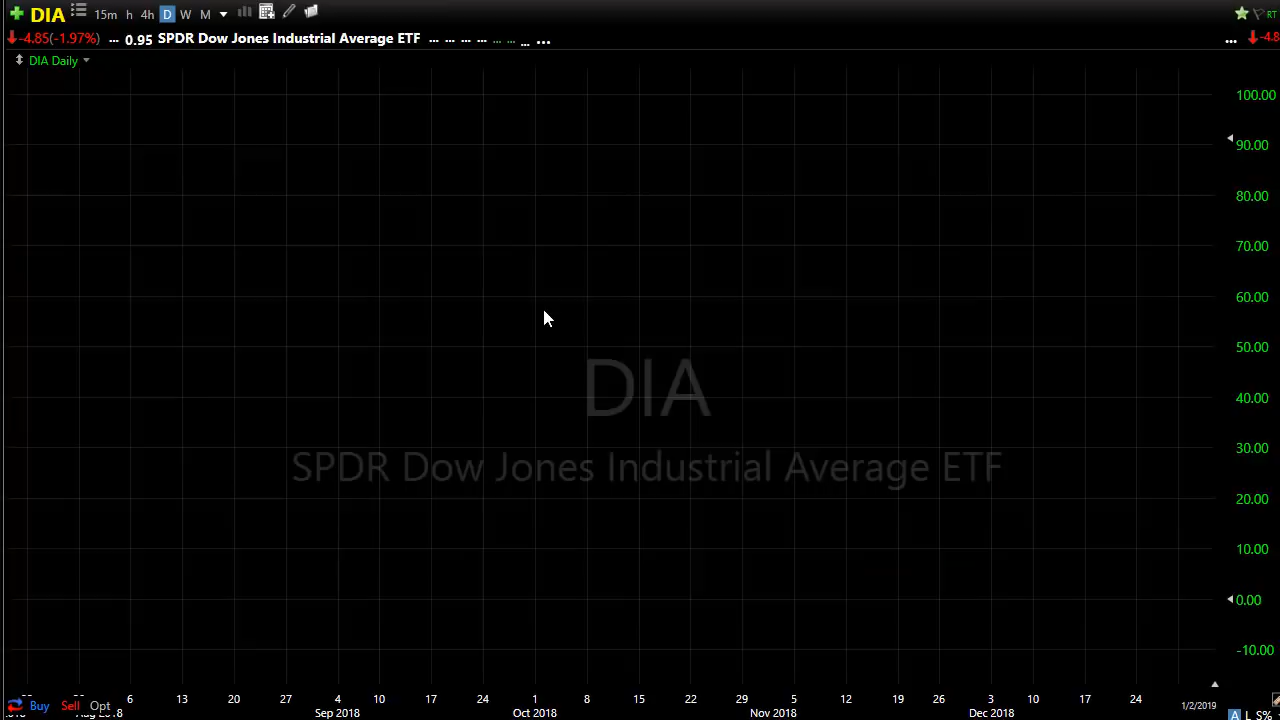 DIA 15m h 4h D W M RT
-4.85(-1.97%) ... 0.95 SPDR Dow Jones Industrial Average ETF ... ... ... ... ... ... ... ... ... -4.8
DIA Daily
100.00
90.00
80.00
70.00
60.00
50.00
40.00
30.00
20.00
10.00
0.00
-10.00
DIA
SPDR Dow Jones Industrial Average ETF
6 13 20 27 4 10 17 24 1 8 15 22 29 5 12 19 26 3 10 17 24
Buy Sell Opt 1/2/2019
2018 Sep 2018 Oct 2018 Nov 2018 Dec 2018 A L S%